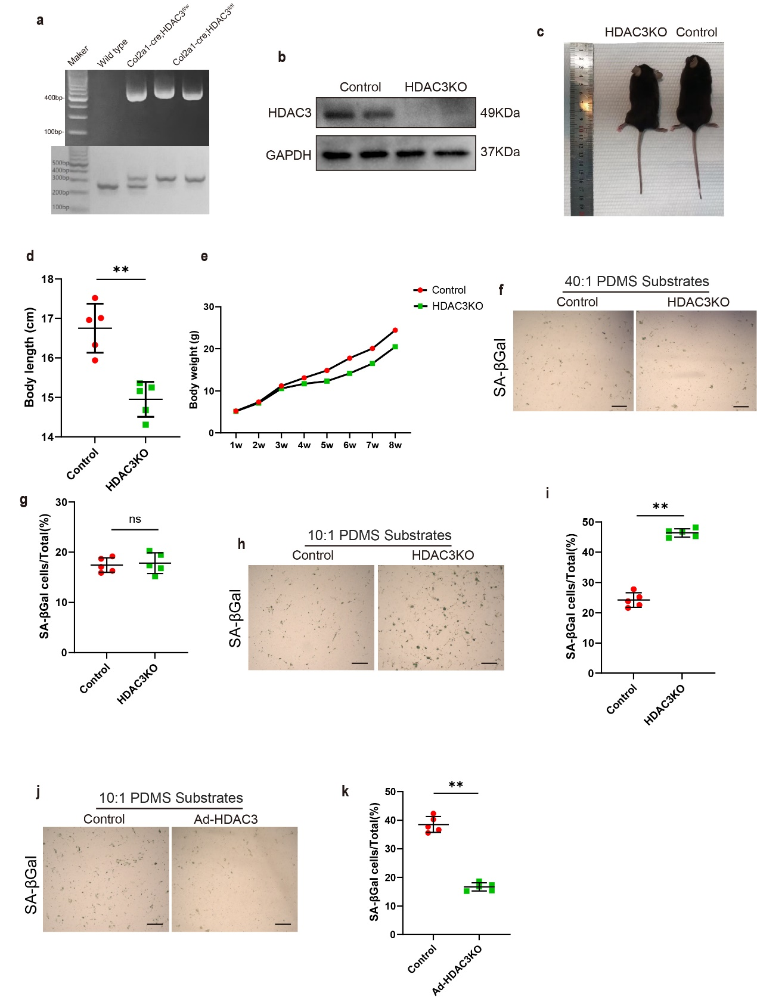 a
Maker
Wild type
Col2a1-cre;HDAC3fl/w
Col2a1-cre;HDAC3fl/fl
400bp-
100bp-
500bp
400bp
300bp
200bp
100bp
b
Control HDAC3KO
HDAC3 49KDa
GAPDH 37KDa
c
HDAC3KO Control
d
**
Body length (cm)
18
17
16
15
14
Control
HDAC3KO
e
Control
HDAC3KO
Body weight (g)
30
20
10
0
1w 2w 3w 4w 5w 6w 7w 8w
f
40:1 PDMS Substrates
Control HDAC3KO
SA-βGal
g
ns
SA-βGal cells/Total(%)
30
20
10
0
Control
HDAC3KO
h
10:1 PDMS Substrates
Control HDAC3KO
SA-βGal
i
**
SA-βGal cells/Total(%)
50
40
30
20
10
0
Control
HDAC3KO
j
10:1 PDMS Substrates
Control Ad-HDAC3
SA-βGal
k
**
SA-βGal cells/Total(%)
50
40
30
20
10
0
Control
Ad-HDAC3KO